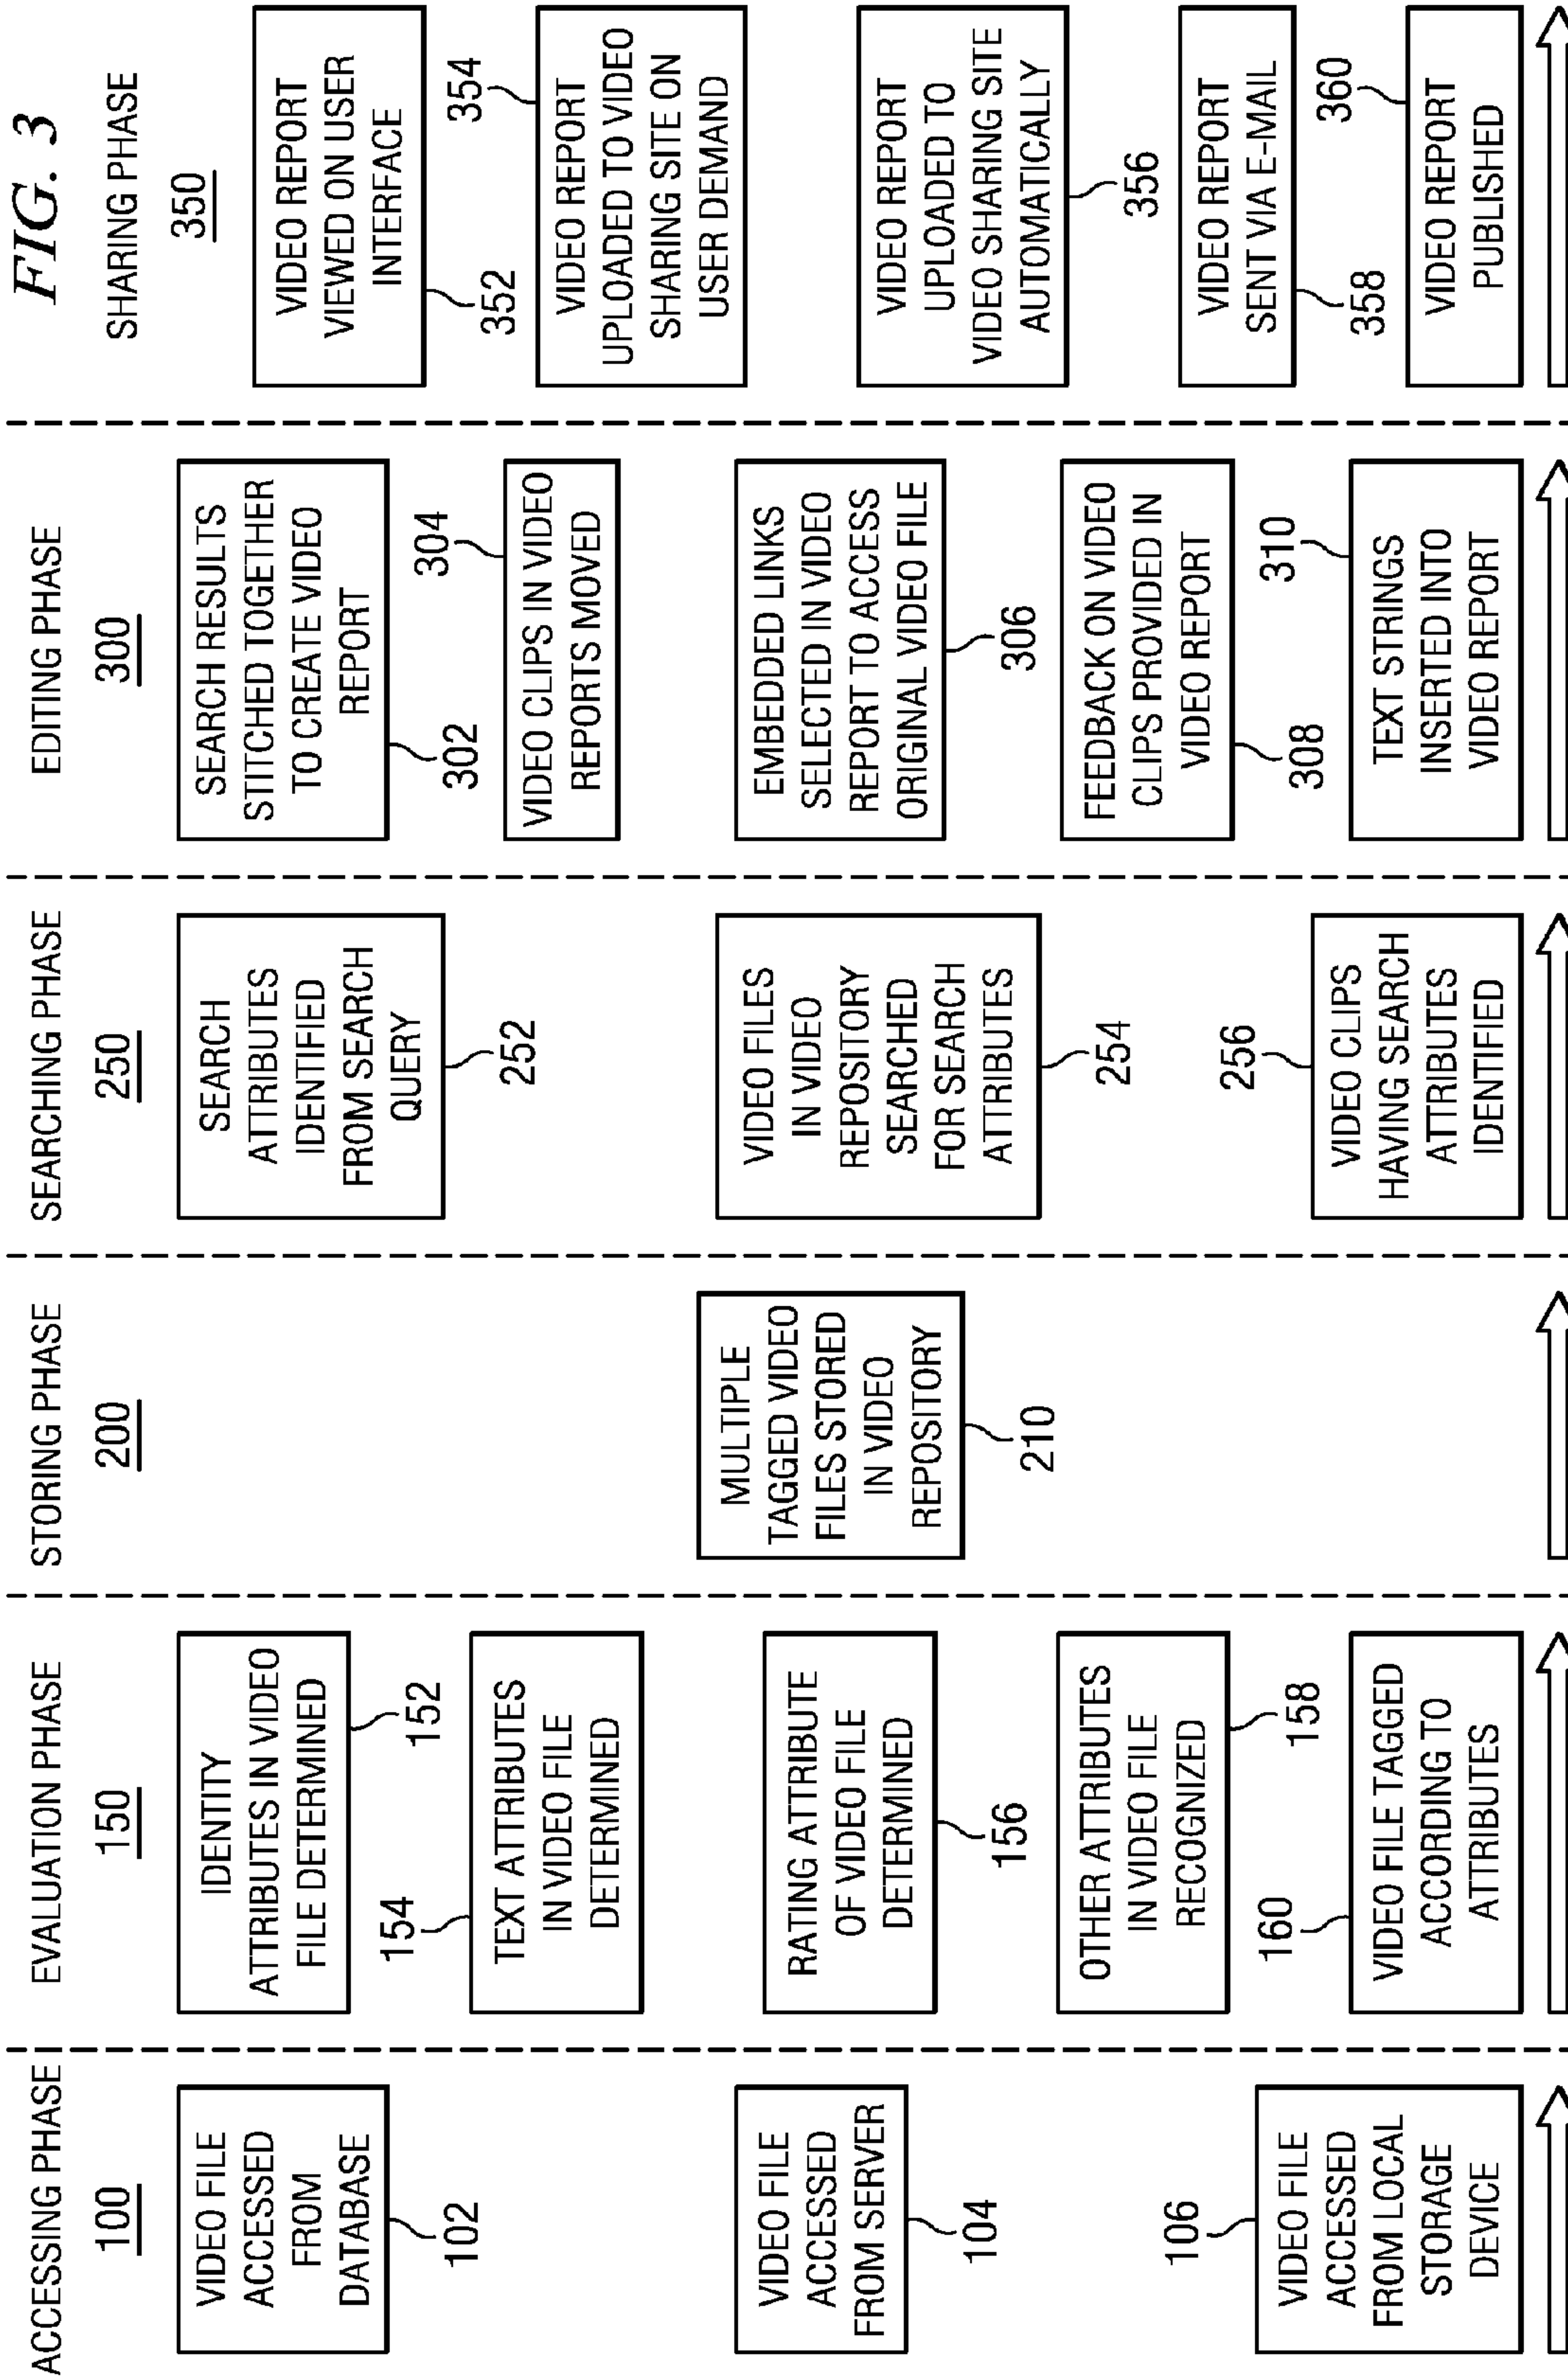 FIG. 3
ACCESSING PHASE
100
VIDEO FILE
ACCESSED
FROM
DATABASE
102
VIDEO FILE
ACCESSED
FROM SERVER
104
106
VIDEO FILE
ACCESSED
FROM LOCAL
STORAGE
DEVICE
EVALUATION PHASE
150
IDENTITY
ATTRIBUTES IN VIDEO
FILE DETERMINED
152
154
TEXT ATTRIBUTES
IN VIDEO FILE
DETERMINED
RATING ATTRIBUTE
OF VIDEO FILE
DETERMINED
156
OTHER ATTRIBUTES
IN VIDEO FILE
RECOGNIZED
158
160
VIDEO FILE TAGGED
ACCORDING TO
ATTRIBUTES
STORING PHASE
200
MULTIPLE
TAGGED VIDEO
FILES STORED
IN VIDEO
REPOSITORY
210
SEARCHING PHASE
250
SEARCH
ATTRIBUTES
IDENTIFIED
FROM SEARCH
QUERY
252
VIDEO FILES
IN VIDEO
REPOSITORY
SEARCHED
FOR SEARCH
ATTRIBUTES
254
256
VIDEO CLIPS
HAVING SEARCH
ATTRIBUTES
IDENTIFIED
EDITING PHASE
300
SEARCH RESULTS
STITCHED TOGETHER
TO CREATE VIDEO
REPORT
302
304
VIDEO CLIPS IN VIDEO
REPORTS MOVED
EMBEDDED LINKS
SELECTED IN VIDEO
REPORT TO ACCESS
ORIGINAL VIDEO FILE
306
FEEDBACK ON VIDEO
CLIPS PROVIDED IN
VIDEO REPORT
308
310
TEXT STRINGS
INSERTED INTO
VIDEO REPORT
SHARING PHASE
350
VIDEO REPORT
VIEWED ON USER
INTERFACE
352
354
VIDEO REPORT
UPLOADED TO VIDEO
SHARING SITE ON
USER DEMAND
VIDEO REPORT
UPLOADED TO
VIDEO SHARING SITE
AUTOMATICALLY
356
VIDEO REPORT
SENT VIA E-MAIL
358
360
VIDEO REPORT
PUBLISHED